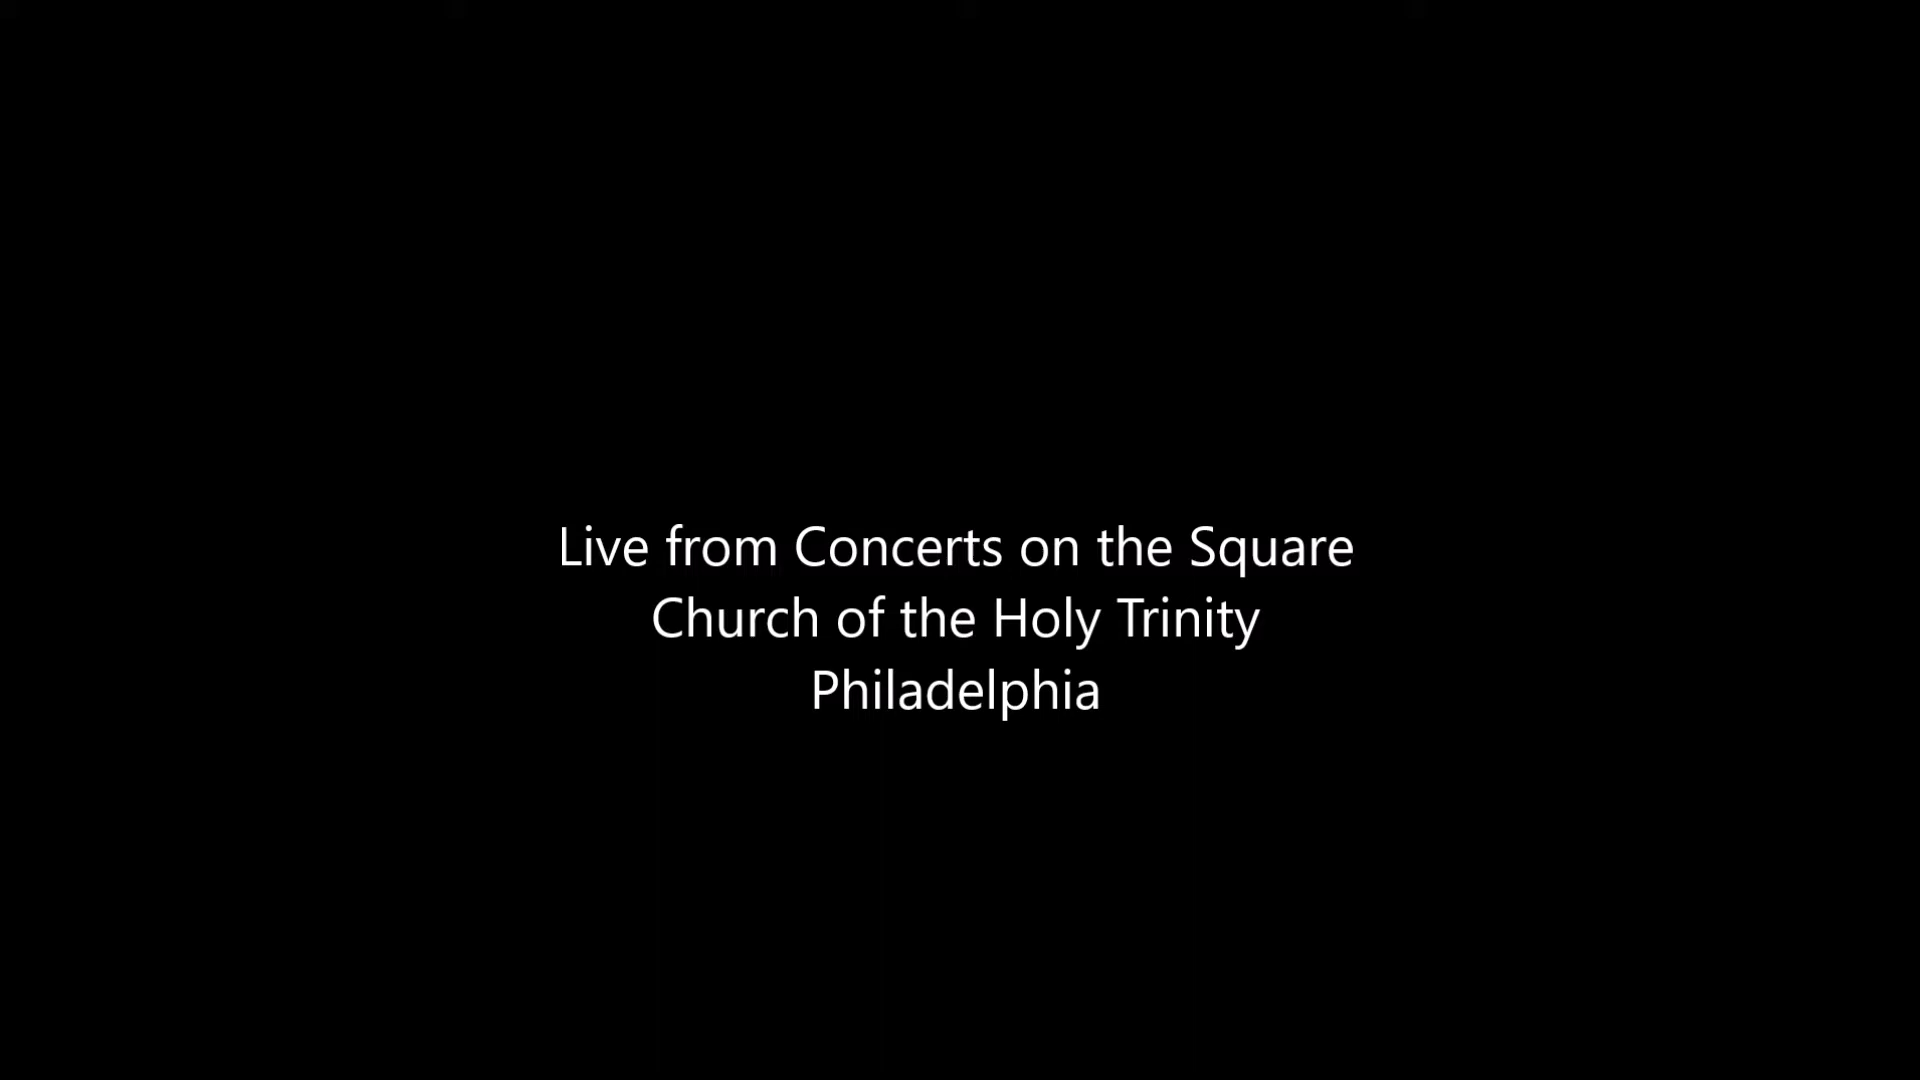 Live from Concerts on the Square
Church of the Holy Trinity
Philadelphia